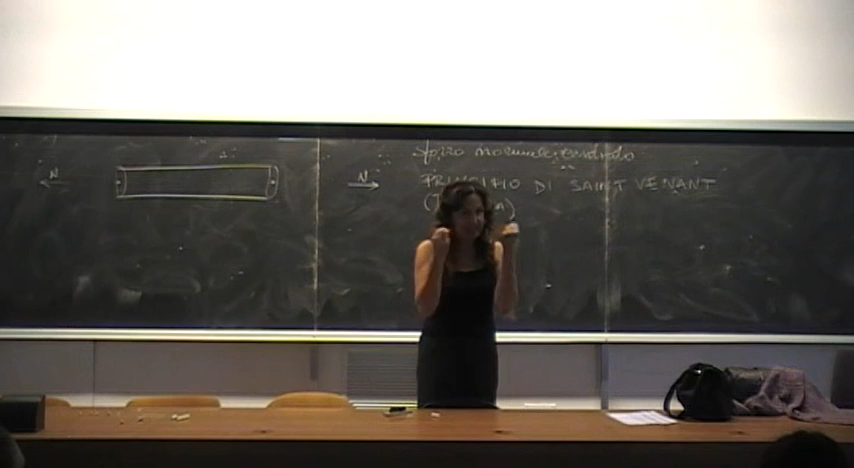 sforzo normale centrato
PRINCIPIO DI SAINT VENANT
N
N